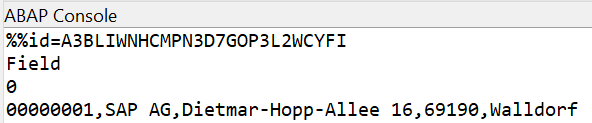 ABAP Console
%%id=A3BLIWNHCMPN3D7GOP3L2WCYFI
Field
0
00000001,SAP AG,Dietmar-Hopp-Allee 16,69190,Walldorf